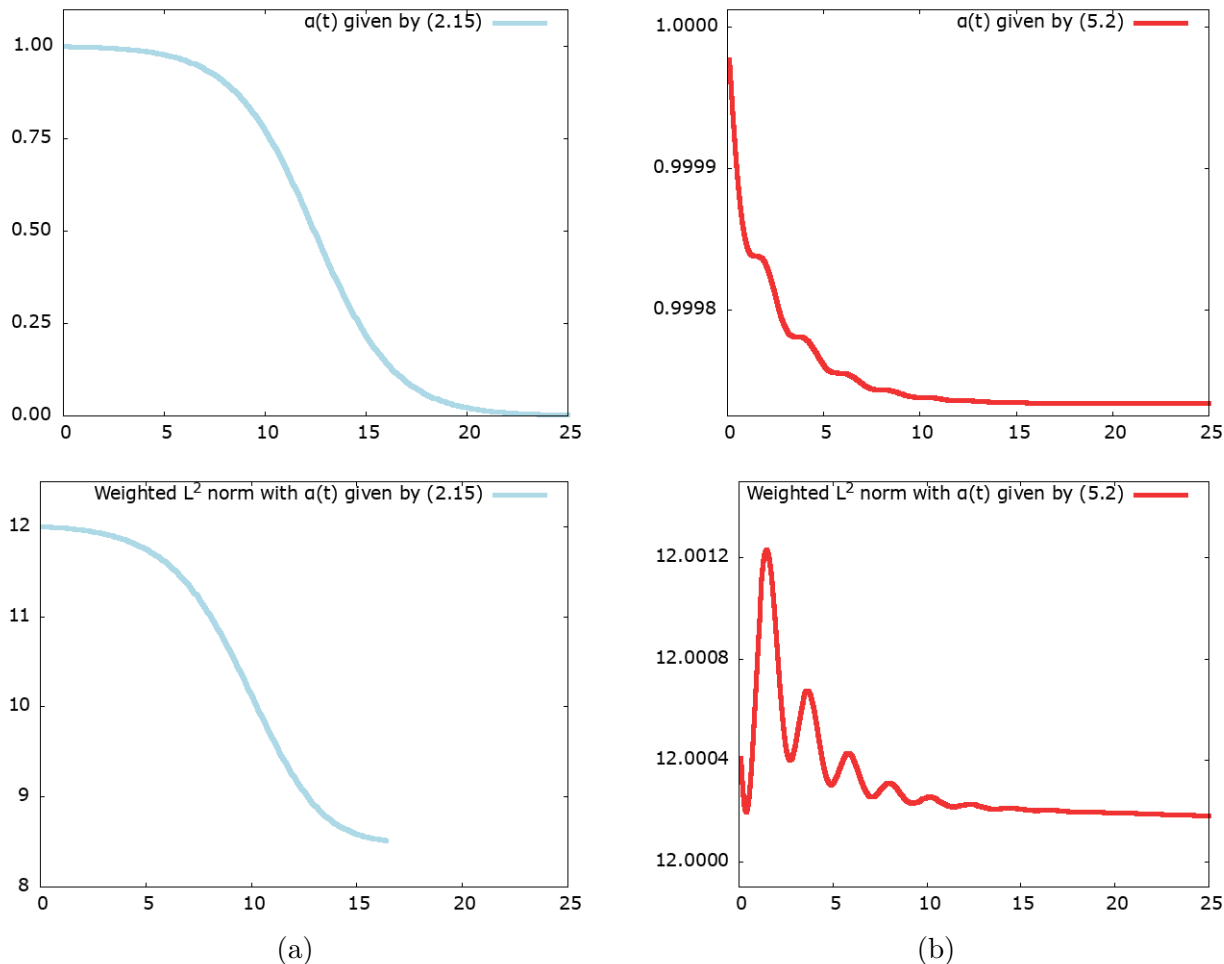 α(t) given by (2.15)
1.00
0.75
0.50
0.25
0.00
0 5 10 15 20 25
α(t) given by (5.2)
1.0000
0.9999
0.9998
0 5 10 15 20 25
Weighted L² norm with α(t) given by (2.15)
12
11
10
9
8
0 5 10 15 20 25
Weighted L² norm with α(t) given by (5.2)
12.0012
12.0008
12.0004
12.0000
0 5 10 15 20 25
(a)
(b)